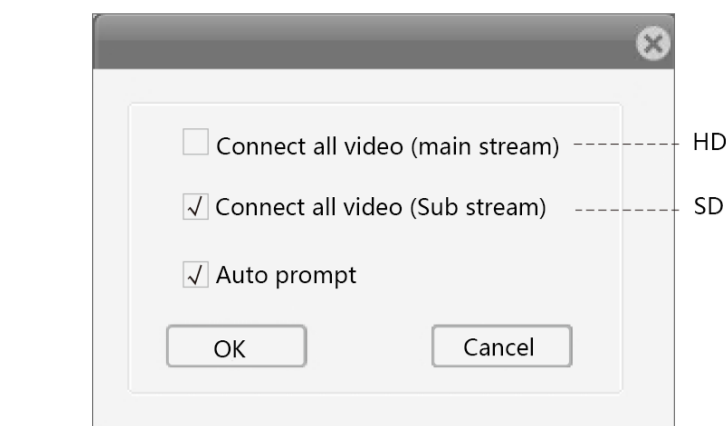 Connect all video (main stream) HD
Connect all video (Sub stream) SD
Auto prompt
OK Cancel